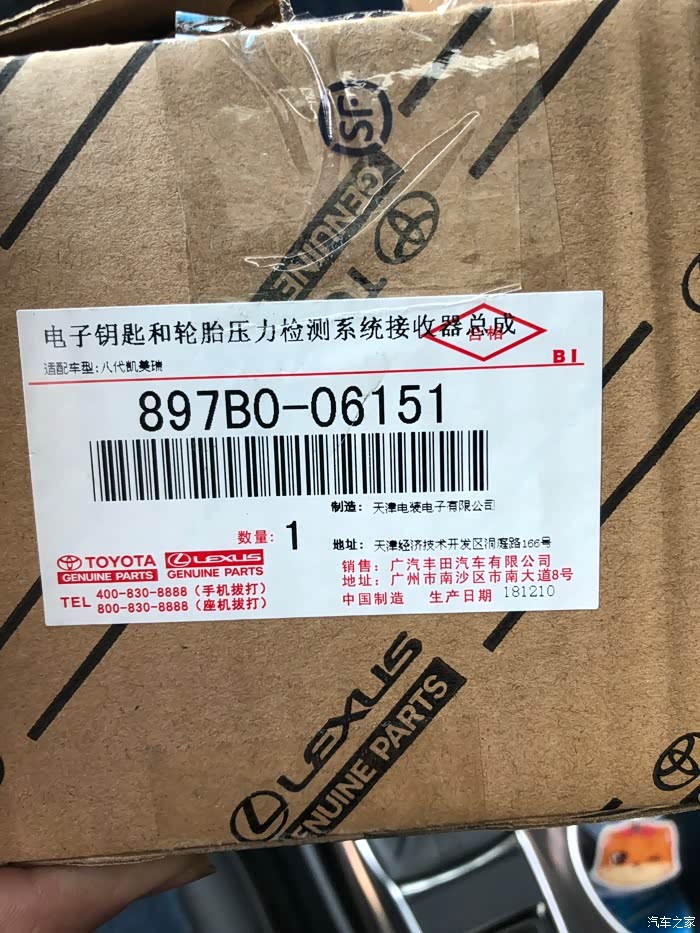 SF
GENUINE
TO
电子钥匙和轮胎压力检测系统接收器总成
合格
适配车型:八代凯美瑞
BI
897B0-06151
制造: 天津电装电子有限公司
数量: 1
地址: 天津经济技术开发区洞庭路166号
TOYOTA
GENUINE PARTS
LEXUS
GENUINE PARTS
销售: 广汽丰田汽车有限公司
地址: 广州市南沙区市南大道8号
TEL 400-830-8888 (手机拨打)
800-830-8888 (座机拨打)
中国制造 生产日期 181210
LEXUS
GENUINE PARTS
汽车之家